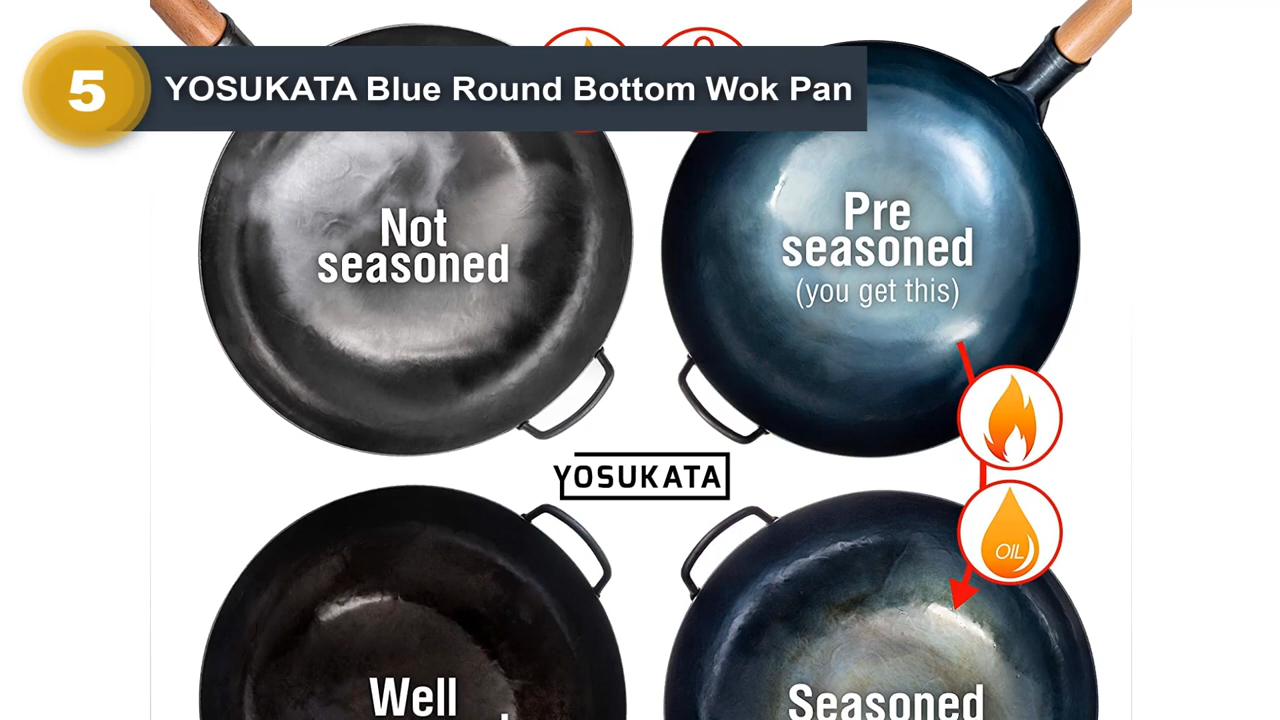 5
YOSUKATA Blue Round Bottom Wok Pan
Not
seasoned
Pre
seasoned
(you get this)
YOSUKATA
OIL
Well
Seasoned